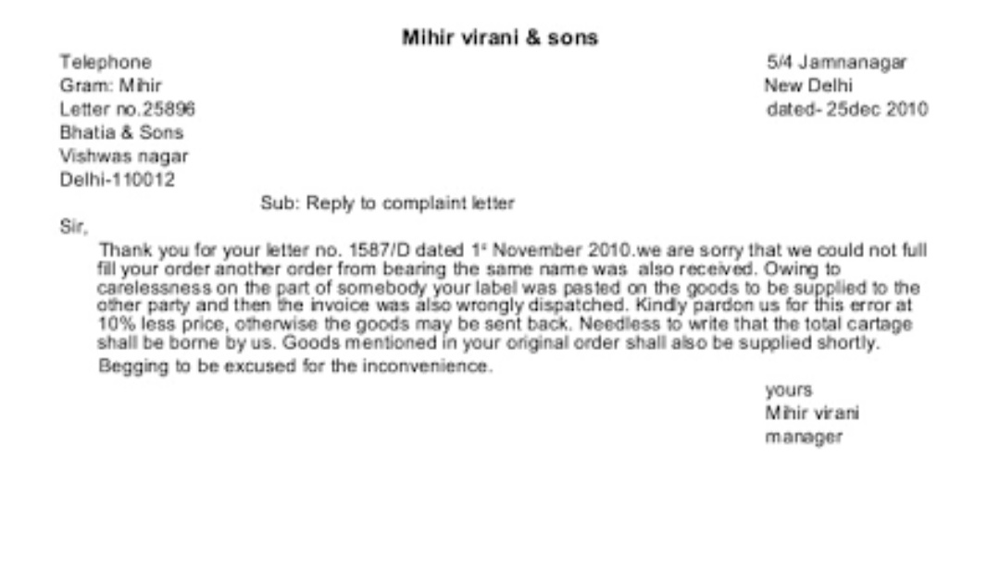 Mihir virani & sons
Telephone 5/4 Jamnanagar
Gram: Mihir New Delhi
Letter no.25896 dated- 25dec 2010
Bhatia & Sons
Vishwas nagar
Delhi-110012
Sub: Reply to complaint letter
Sir,
Thank you for your letter no. 1587/D dated 1st November 2010.we are sorry that we could not full
fill your order another order from bearing the same name was also received. Owing to
carelessness on the part of somebody your label was pasted on the goods to be supplied to the
other party and then the invoice was also wrongly dispatched. Kindly pardon us for this error at
10% less price, otherwise the goods may be sent back. Needless to write that the total cartage
shall be borne by us. Goods mentioned in your original order shall also be supplied shortly.
Begging to be excused for the inconvenience.
yours
Mihir virani
manager